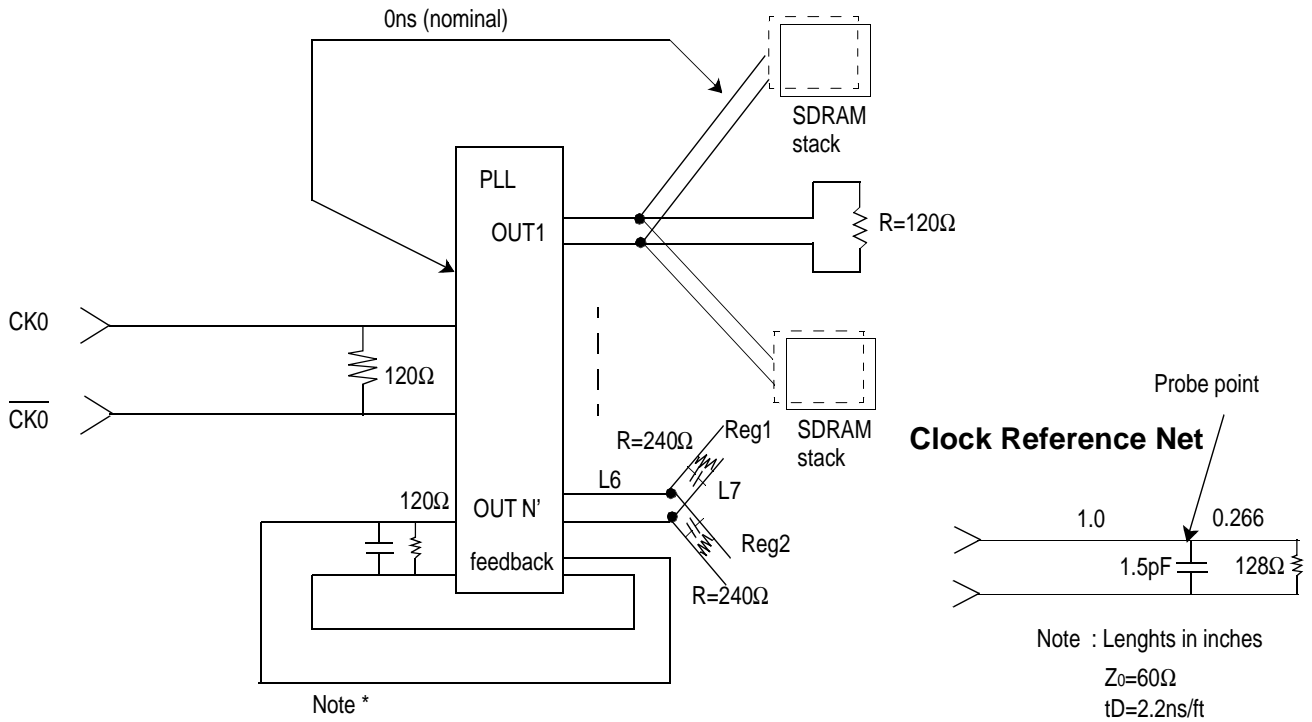 0ns (nominal)
SDRAM
stack
PLL
OUT1
R=120Ω
CK0
120Ω
CK0
SDRAM
stack
Reg1
R=240Ω
L6
L7
120Ω
OUT N’
Reg2
feedback
R=240Ω
Note *
Probe point
Clock Reference Net
1.0
0.266
1.5pF
128Ω
Note : Lenghts in inches
Z0=60Ω
tD=2.2ns/ft